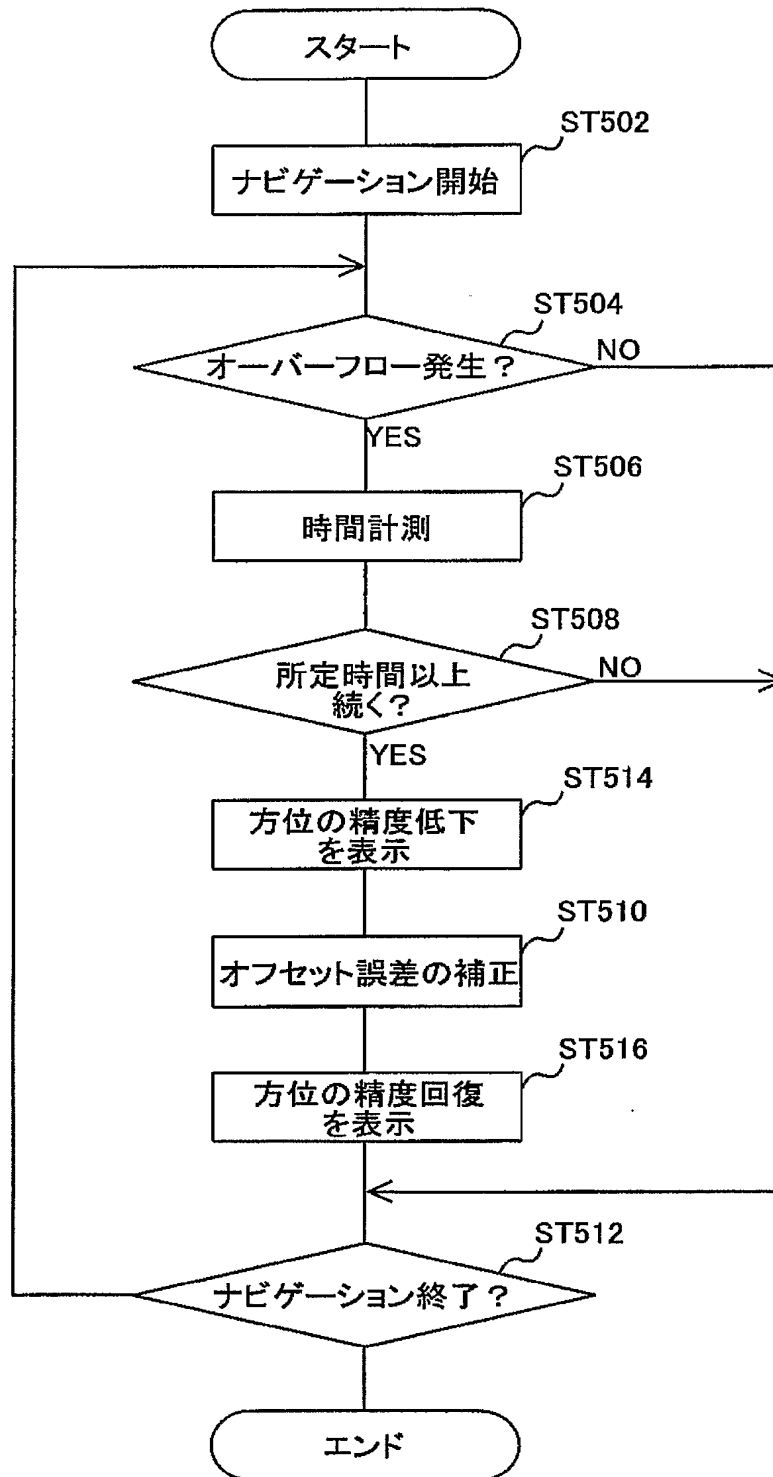 スタート
ST502
ナビゲーション開始
ST504
オーバーフロー発生？
NO
YES
ST506
時間計測
ST508
所定時間以上
続く？
NO
YES
ST514
方位の精度低下
を表示
ST510
オフセット誤差の補正
ST516
方位の精度回復
を表示
ST512
ナビゲーション終了？
エンド